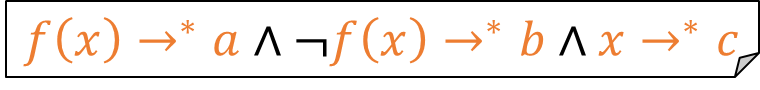 f(x) →* a ∧ ¬f(x) →* b ∧ x →* c